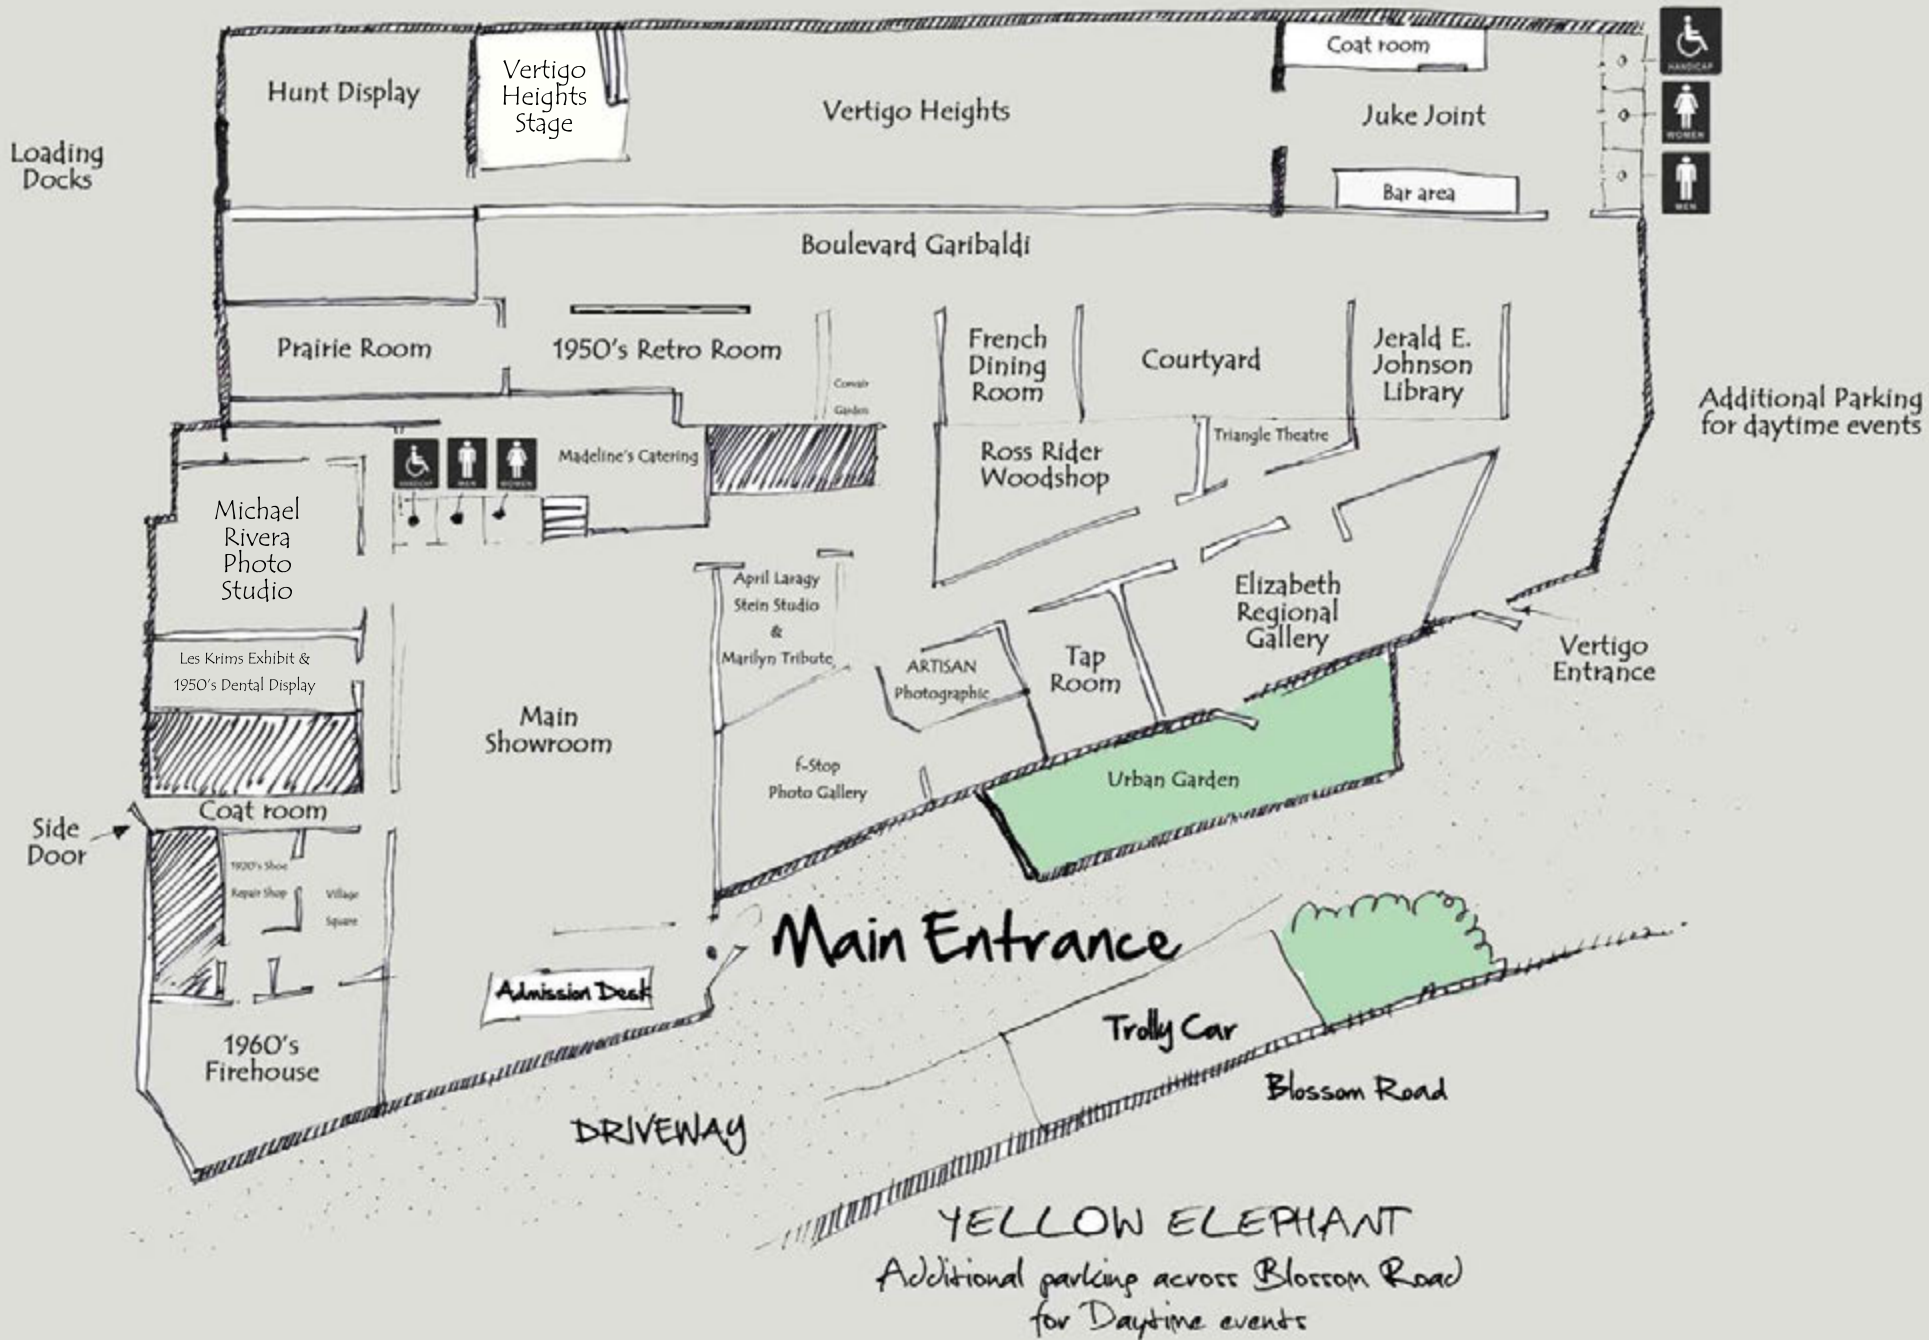 Coat room
HANDICAP
Hunt Display
Vertigo
Heights
Stage
Vertigo Heights
Juke Joint
WOMEN
Loading
Docks
Bar area
MEN
Boulevard Garibaldi
Prairie Room
1950's Retro Room
Corvair
Garden
French
Dining
Room
Courtyard
Jerald E.
Johnson
Library
Additional Parking
for daytime events
HANDICAP
MEN
WOMEN
Madeline's Catering
Ross Rider
Woodshop
Triangle Theatre
Michael
Rivera
Photo
Studio
April Laragy
Stein Studio
&
Marilyn Tribute
Elizabeth
Regional
Gallery
Les Krims Exhibit &
1950's Dental Display
ARTISAN
Photographic
Tap
Room
Vertigo
Entrance
Main
Showroom
f-Stop
Photo Gallery
Urban Garden
Coat room
Side
Door
1920's Shoe
Repair Shop
Village
Square
Main Entrance
Admission Desk
1960's
Firehouse
Trolly Car
Blossom Road
DRIVEWAY
YELLOW ELEPHANT
Additional parking across Blossom Road
for Daytime events